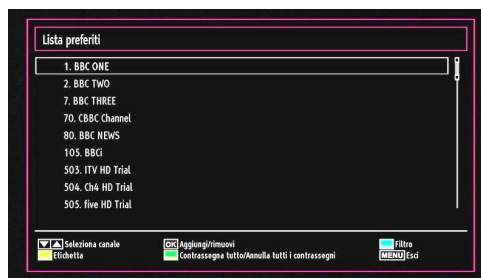 Lista preferiti
1. BBC ONE
2. BBC TWO
7. BBC THREE
70. CBBC Channel
80. BBC NEWS
105. BBCi
503. ITV HD Trial
504. Ch4 HD Trial
505. five HD Trial
Seleziona canale OK Aggiungi/rimuovi Filtro
Etichetta Contrassegna tutto/Annulla tutti i contrassegni MENU Esci